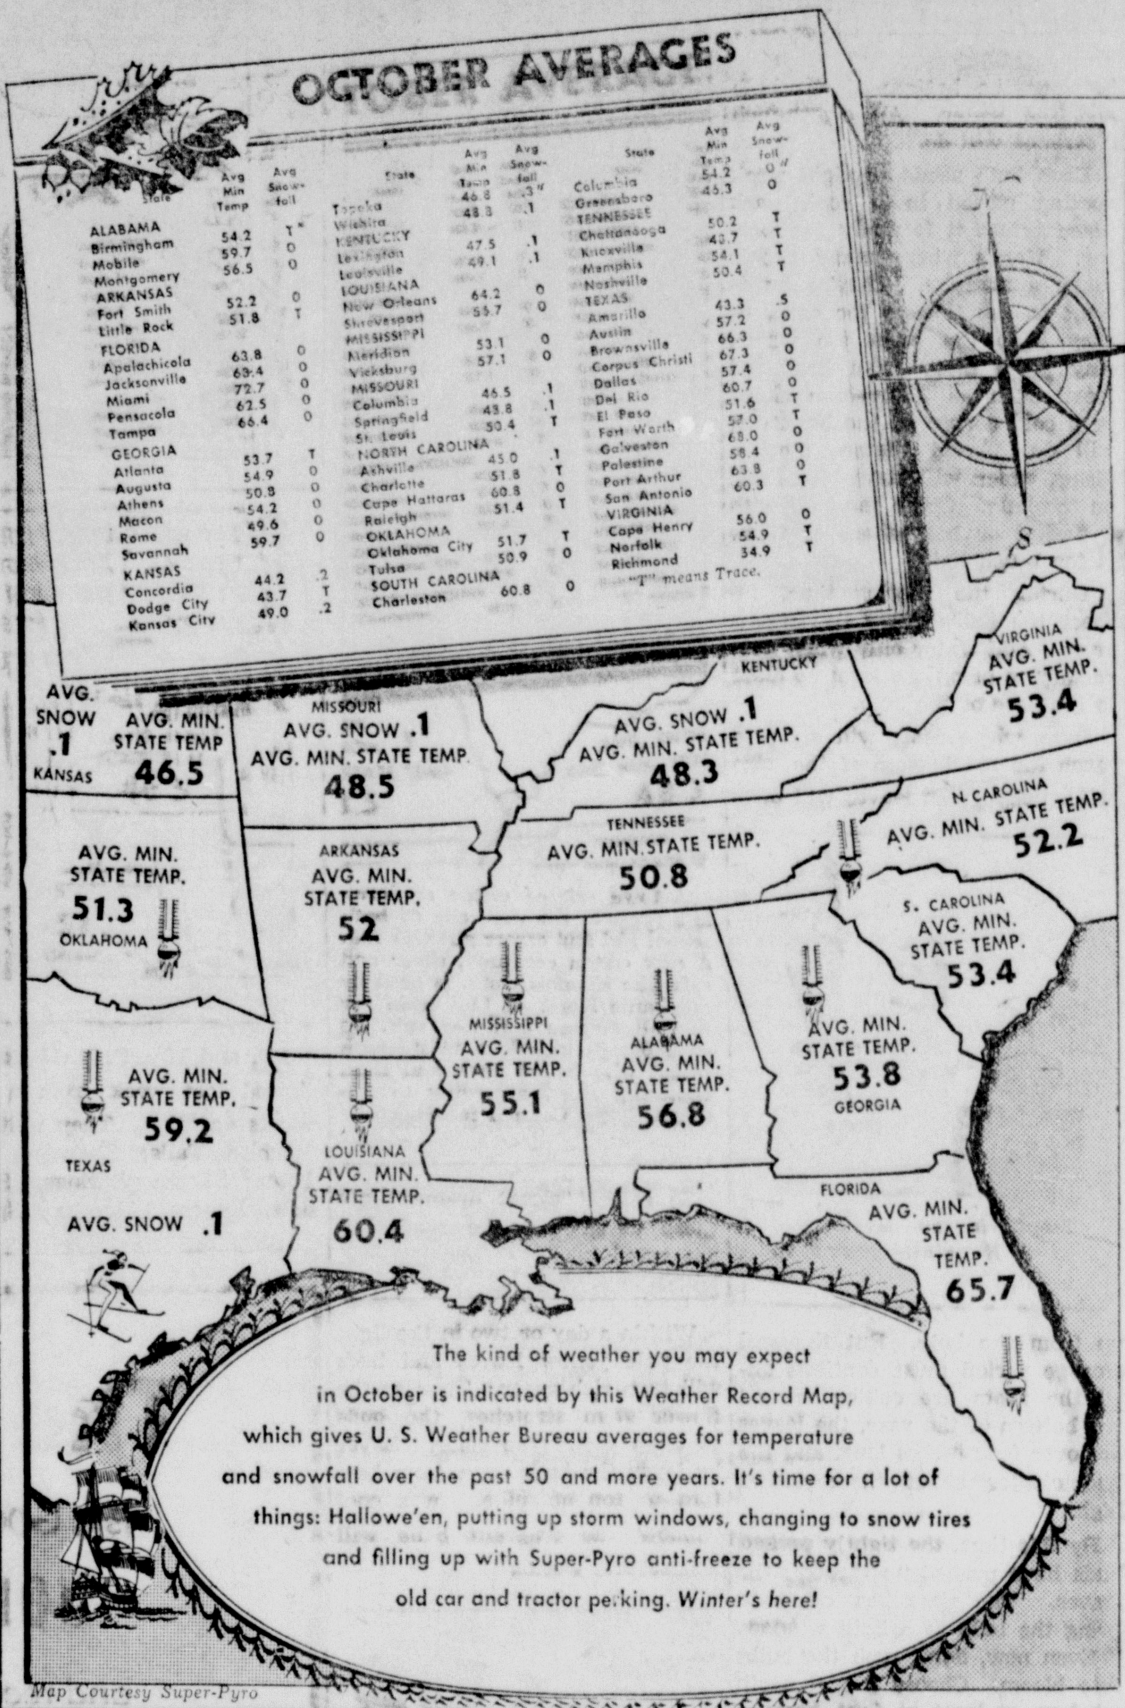 OCTOBER AVERAGES
State Avg Min Temp Avg Snow-fall
ALABAMA
Birmingham 54.2 T"
Mobile 59.7 0
Montgomery 56.5 0
ARKANSAS
Fort Smith 52.2 0
Little Rock 51.8 T
FLORIDA
Apalachicola 63.8 0
Jacksonville 63.4 0
Miami 72.7 0
Pensacola 62.5 0
Tampa 66.4 0
GEORGIA
Atlanta 53.7 T
Augusta 54.9 0
Athens 50.8 0
Macon 54.2 0
Rome 49.6 0
Savannah 59.7 0
KANSAS
Concordia 44.2 .2
Dodge City 43.7 T
Kansas City 49.0 .2
State Avg Min Temp Avg Snow-fall
Topeka 46.8 .3"
Wichita 48.8 .1
KENTUCKY
Lexington 47.5 .1
Louisville 49.1 .1
LOUISIANA
New Orleans 64.2 0
Shreveport 55.7 0
MISSISSIPPI
Meridian 53.1 0
Vicksburg 57.1 0
MISSOURI
Columbia 46.5 .1
Springfield 48.8 .1
St. Louis 50.4 T
NORTH CAROLINA
Ashville 45.0 .1
Charlotte 51.8 T
Cape Hattaras 60.8 0
Raleigh 51.4 T
OKLAHOMA
Oklahoma City 51.7 T
Tulsa 50.9 0
SOUTH CAROLINA
Charleston 60.8 0
State Avg Min Temp Avg Snow-fall
Columbia 54.2 0"
Greensboro 46.3 0
TENNESSEE
Chattanooga 50.2 T
Knoxville 48.7 T
Memphis 54.1 T
Nashville 50.4 T
TEXAS
Amarillo 43.3 .5
Austin 57.2 0
Brownsville 66.3 0
Corpus Christi 67.3 0
Dallas 57.4 0
Del Rio 60.7 0
El Paso 51.6 T
Fort Worth 57.0 T
Galveston 68.0 0
Palestine 58.4 0
Port Arthur 63.8 0
San Antonio 60.3 T
VIRGINIA
Cape Henry 56.0 0
Norfolk 54.9 T
Richmond 34.9 T
"T" means Trace.
S
AVG.
SNOW
.1
KANSAS
AVG. MIN.
STATE TEMP
46.5
MISSOURI
AVG. SNOW .1
AVG. MIN. STATE TEMP.
48.5
KENTUCKY
AVG. SNOW .1
AVG. MIN. STATE TEMP.
48.3
VIRGINIA
AVG. MIN.
STATE TEMP.
53.4
AVG. MIN.
STATE TEMP.
51.3
OKLAHOMA
ARKANSAS
AVG. MIN.
STATE TEMP.
52
TENNESSEE
AVG. MIN. STATE TEMP.
50.8
N. CAROLINA
AVG. MIN. STATE TEMP.
52.2
S. CAROLINA
AVG. MIN.
STATE TEMP.
53.4
AVG. MIN.
STATE TEMP.
59.2
TEXAS
AVG. SNOW .1
LOUISIANA
AVG. MIN.
STATE TEMP.
60.4
MISSISSIPPI
AVG. MIN.
STATE TEMP.
55.1
ALABAMA
AVG. MIN.
STATE TEMP.
56.8
AVG. MIN.
STATE TEMP.
53.8
GEORGIA
FLORIDA
AVG. MIN.
STATE
TEMP.
65.7
The kind of weather you may expect
in October is indicated by this Weather Record Map,
which gives U. S. Weather Bureau averages for temperature
and snowfall over the past 50 and more years. It's time for a lot of
things: Hallowe'en, putting up storm windows, changing to snow tires
and filling up with Super-Pyro anti-freeze to keep the
old car and tractor perking. Winter's here!
Map Courtesy Super-Pyro